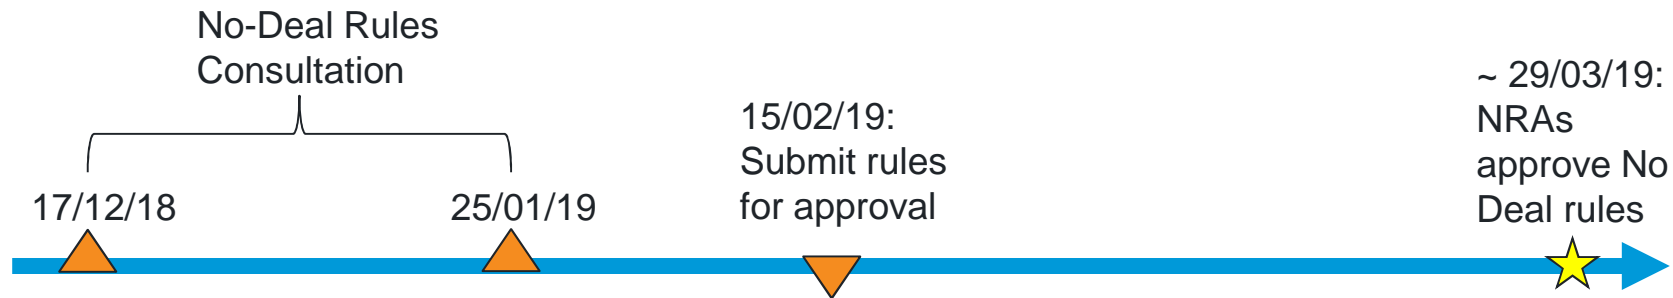 No-Deal Rules
Consultation
17/12/18
25/01/19
15/02/19:
Submit rules
for approval
~ 29/03/19:
NRAs
approve No
Deal rules